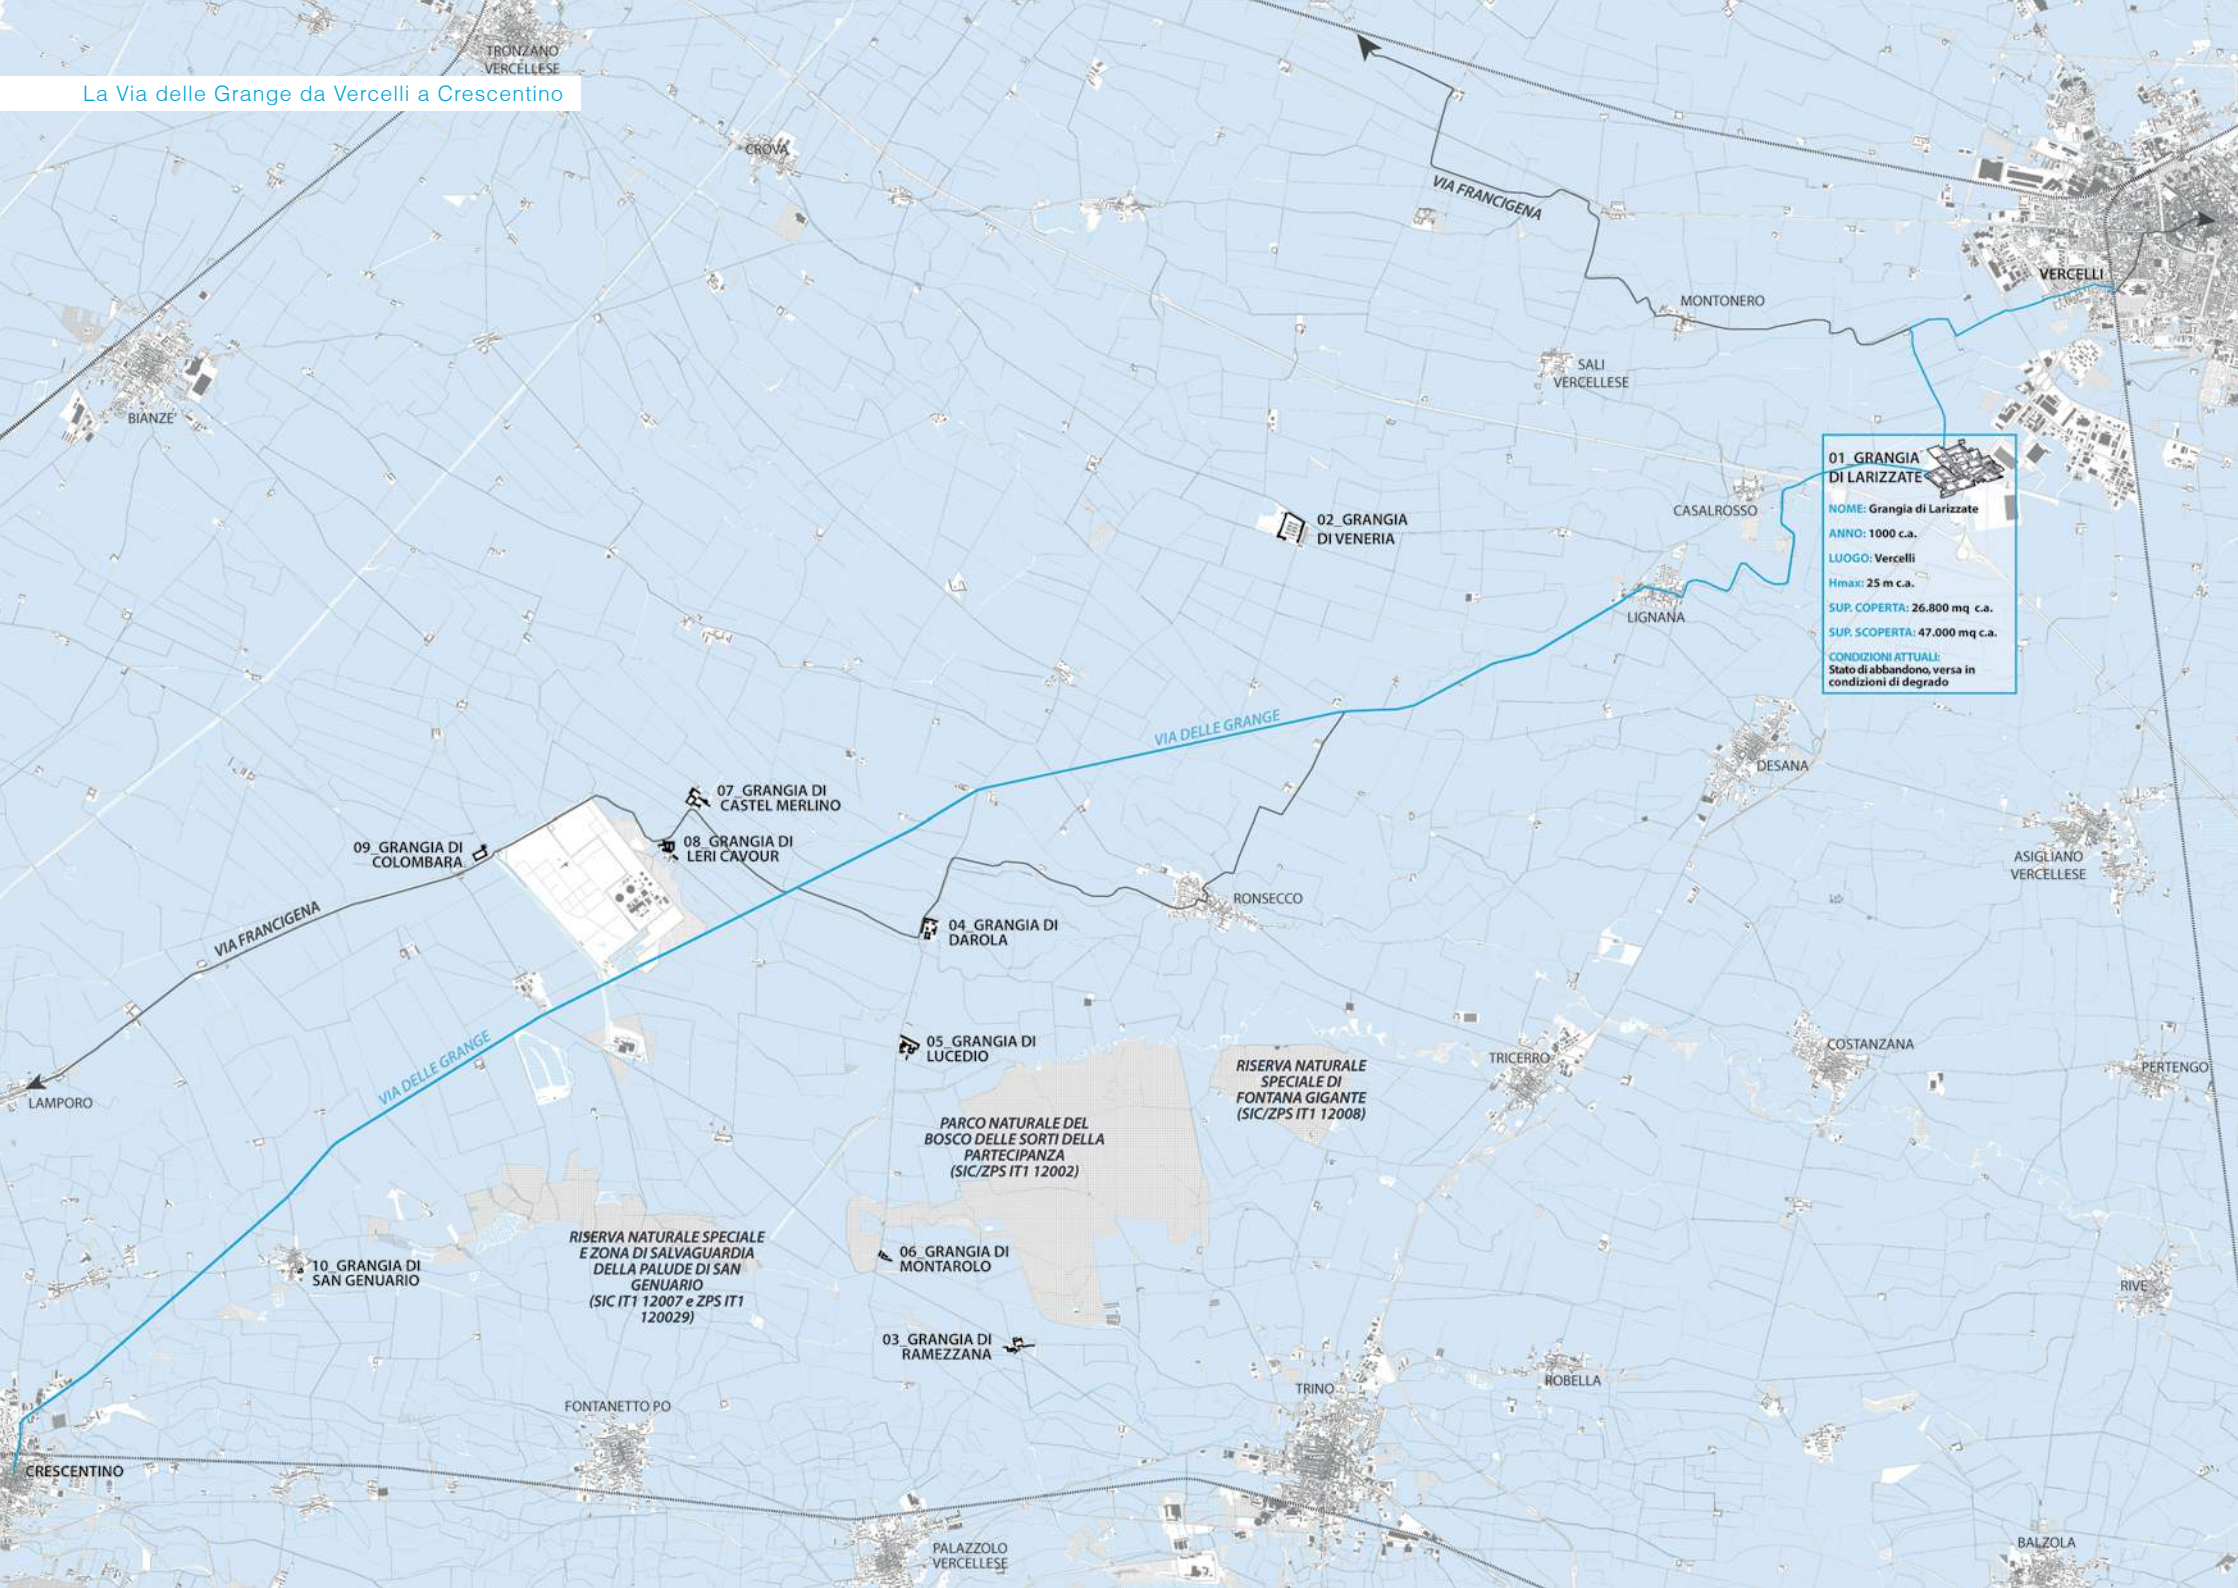 TRONZANO
VERCELLESE
La Via delle Grange da Vercelli a Crescentino
CROVA
VIA FRANCIGENA
VERCELLI
MONTONERO
SALI
VERCELLESE
BIANZE'
01_GRANGIA
DI LARIZZATE
NOME: Grangia di Larizzate
ANNO: 1000 c.a.
LUOGO: Vercelli
Hmax: 25 m c.a.
SUP. COPERTA: 26.800 mq c.a.
SUP. SCOPERTA: 47.000 mq c.a.
CONDIZIONI ATTUALI:
Stato di abbandono, versa in
condizioni di degrado
CASALROSSO
02_GRANGIA
DI VENERIA
LIGNANA
VIA DELLE GRANGE
DESANA
07_GRANGIA DI
CASTEL MERLINO
08_GRANGIA DI
LERI CAVOUR
09_GRANGIA DI
COLOMBARA
ASIGLIANO
VERCELLESE
RONSECCO
VIA FRANCIGENA
04_GRANGIA DI
DAROLA
05_GRANGIA DI
LUCEDIO
VIA DELLE GRANGE
LAMPORO
RISERVA NATURALE
SPECIALE DI
FONTANA GIGANTE
(SIC/ZPS IT1 12008)
TRICERRO
COSTANZANA
PERTENGO
PARCO NATURALE DEL
BOSCO DELLE SORTI DELLA
PARTECIPANZA
(SIC/ZPS IT1 12002)
RISERVA NATURALE SPECIALE
E ZONA DI SALVAGUARDIA
DELLA PALUDE DI SAN
GENUARIO
(SIC IT1 12007 e ZPS IT1
120029)
10_GRANGIA DI
SAN GENUARIO
06_GRANGIA DI
MONTAROLO
RIVE
03_GRANGIA DI
RAMEZZANA
TRINO
ROBELLA
FONTANETTO PO
CRESCENTINO
PALAZZOLO
VERCELLESE
BALZOLA